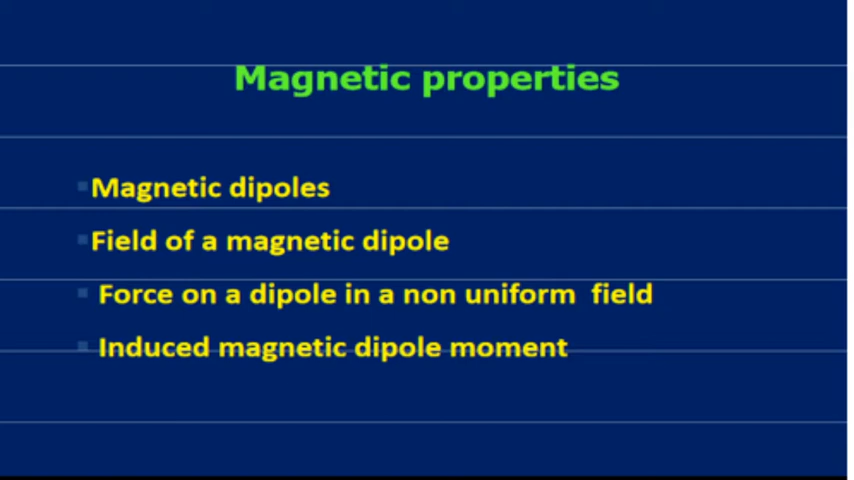 Magnetic properties
▪Magnetic dipoles
▪Field of a magnetic dipole
▪ Force on a dipole in a non uniform field
▪ Induced magnetic dipole moment